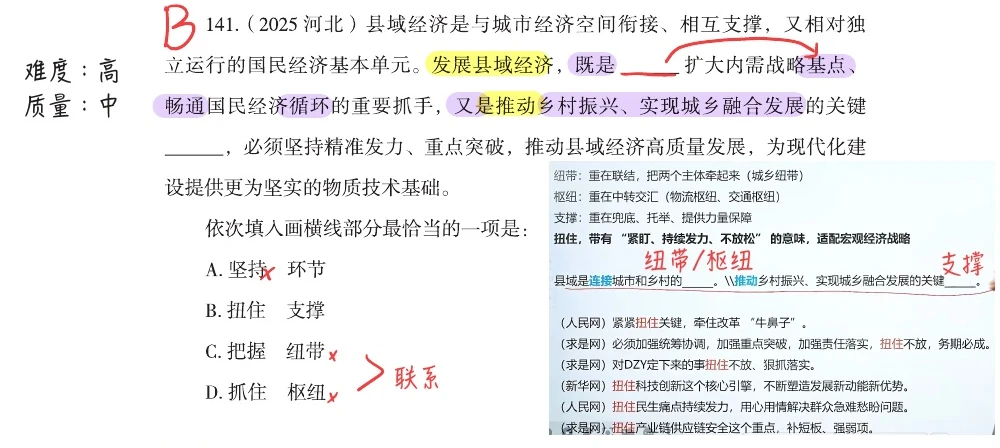 B 141.（2025 河北）县域经济是与城市经济空间衔接、相互支撑，又相对独
立运行的国民经济基本单元。发展县域经济，既是 ______ 扩大内需战略基点、
难度：高
畅通国民经济循环的重要抓手，又是推动乡村振兴、实现城乡融合发展的关键
质量：中
______，必须坚持精准发力、重点突破，推动县域经济高质量发展，为现代化建
设提供更为坚实的物质技术基础。
依次填入画横线部分最恰当的一项是：
A. 坚持 环节
B. 扭住 支撑
C. 把握 纽带
D. 抓住 枢纽
联系
纽带：重在联结，把两个主体牵起来（城乡纽带）
枢纽：重在中转交汇（物流枢纽、交通枢纽）
支撑：重在兜底、托举、提供力量保障
扭住，带有 “紧盯、持续发力、不放松” 的意味，适配宏观经济战略
纽带/枢纽
支撑
县域是连接城市和乡村的_____。\\推动乡村振兴、实现城乡融合发展的关键_____。
（人民网）紧紧扭住关键，牵住改革 “牛鼻子”。
（求是网）必须加强统筹协调，加强重点突破，加强责任落实，扭住不放，务期必成。
（求是网）对DZY定下来的事扭住不放、狠抓落实。
（新华网）扭住科技创新这个核心引擎，不断塑造发展新动能新优势。
（人民网）扭住民生痛点持续发力，用心用情解决群众急难愁盼问题。
（求是网）扭住产业链供应链安全这个重点，补短板、强弱项。